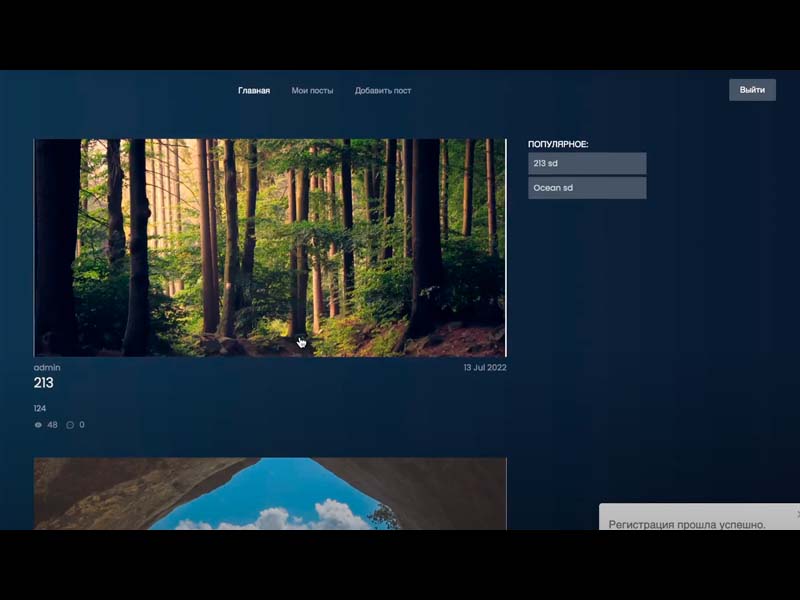 Главная Мои посты Добавить пост Выйти
ПОПУЛЯРНОЕ:
213 sd
Ocean sd
admin 13 Jul 2022
213
124
48 0
Регистрация прошла успешно.